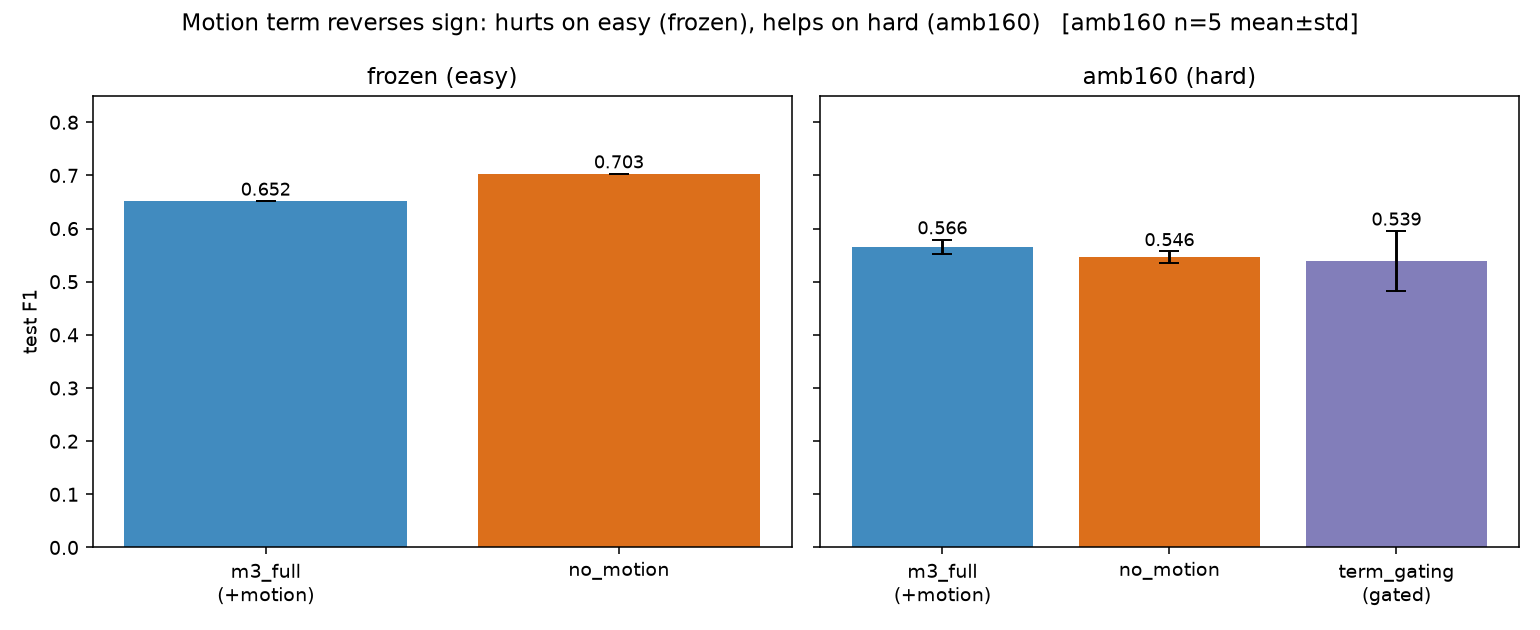 Motion term reverses sign: hurts on easy (frozen), helps on hard (amb160)   [amb160 n=5 mean±std]
frozen (easy)
test F1
0.8
0.7
0.6
0.5
0.4
0.3
0.2
0.1
0.0
0.652
0.703
m3_full
(+motion)
no_motion
amb160 (hard)
0.566
0.546
0.539
m3_full
(+motion)
no_motion
term_gating
(gated)